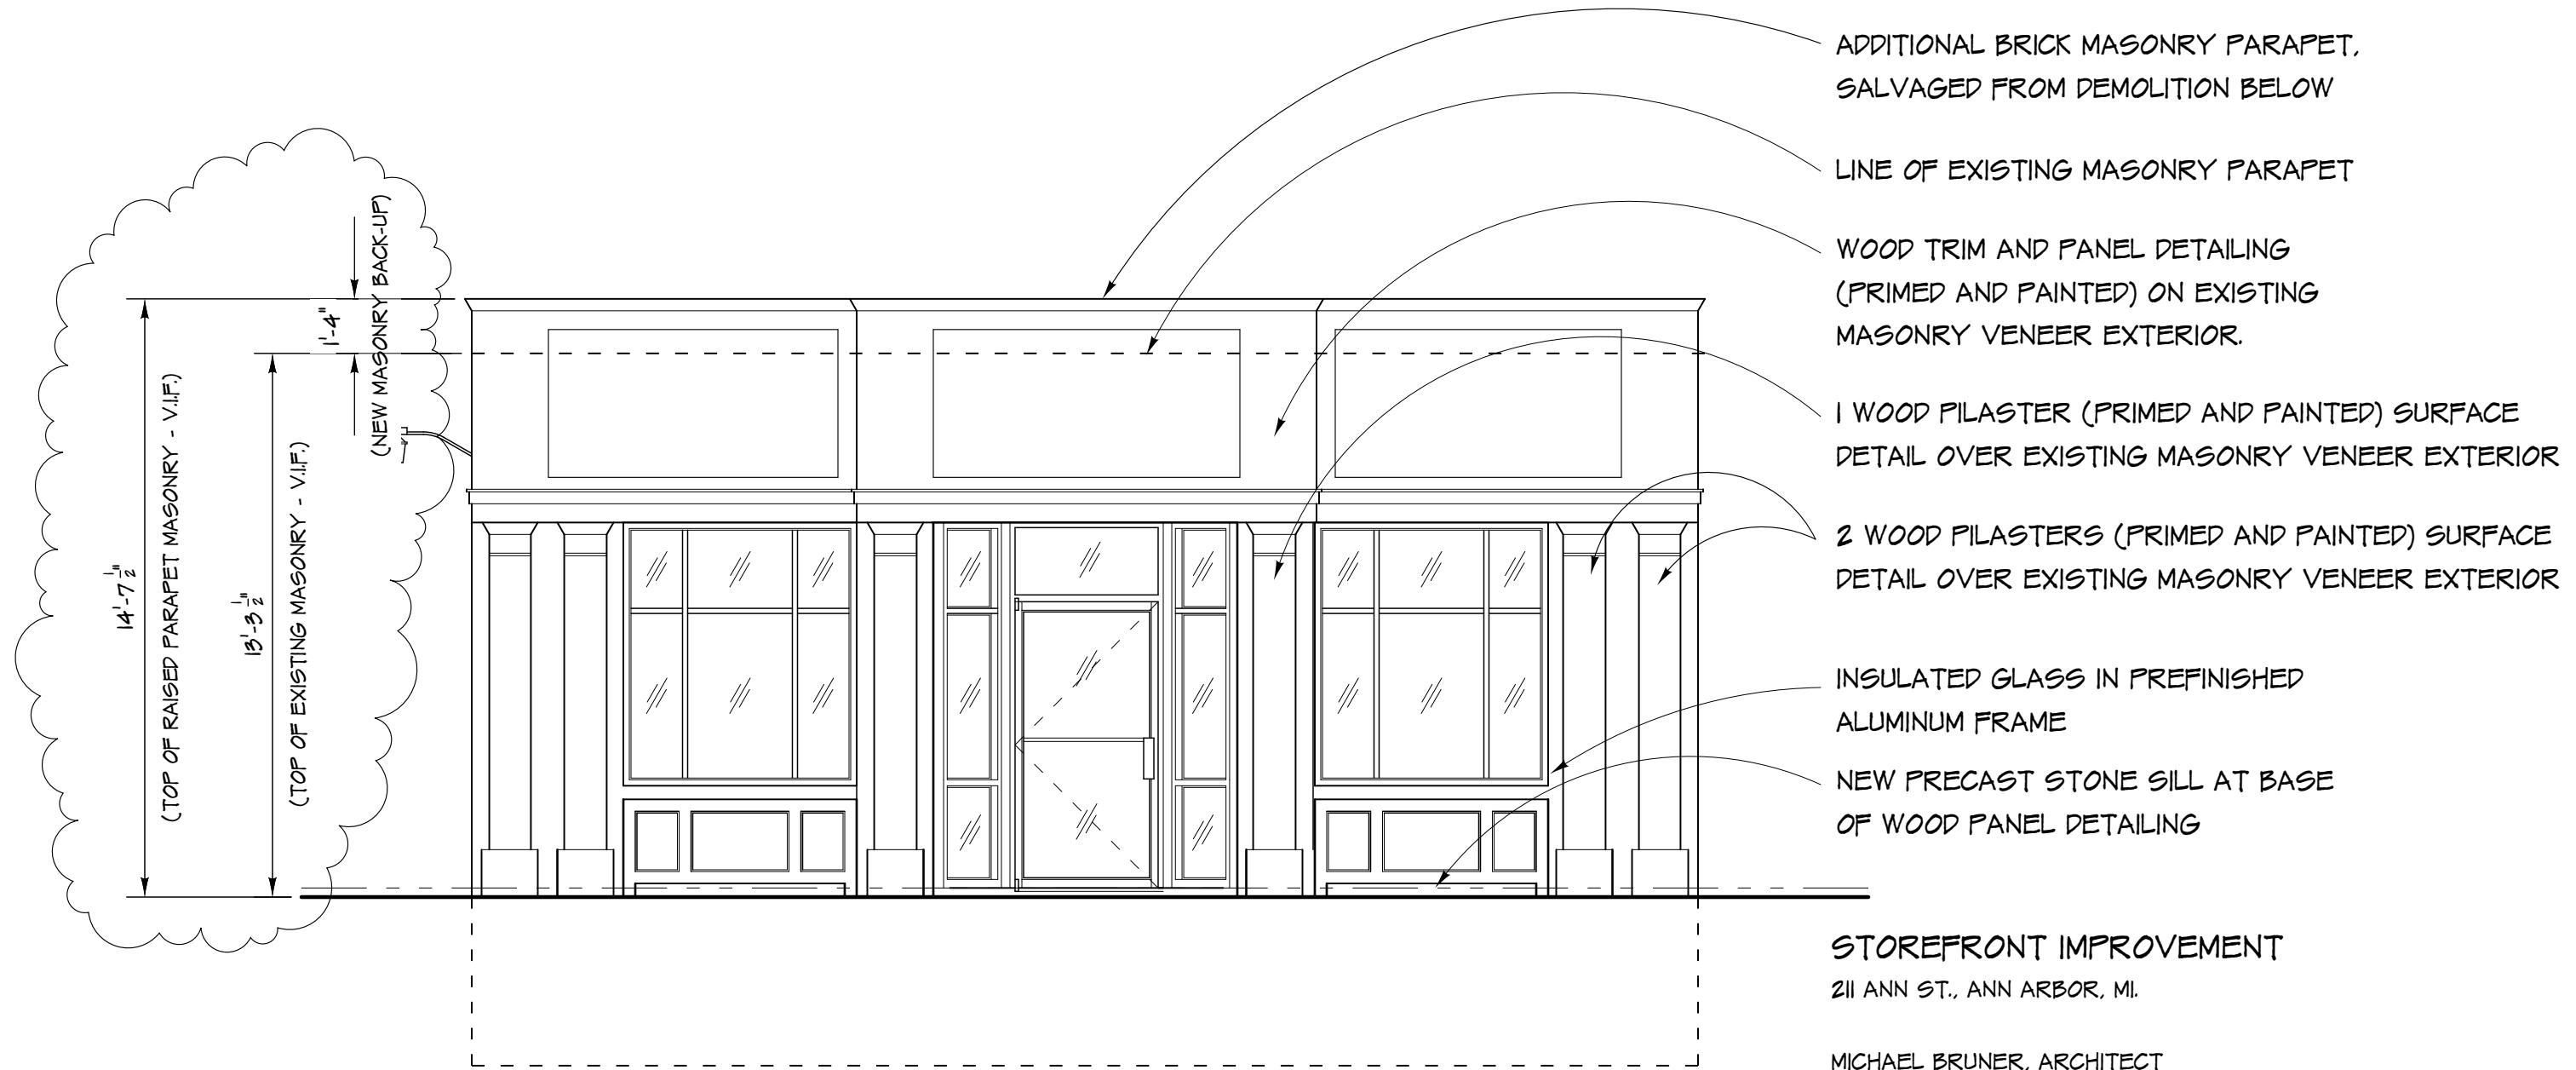 ADDITIONAL BRICK MASONRY PARAPET,
SALVAGED FROM DEMOLITION BELOW
LINE OF EXISTING MASONRY PARAPET
WOOD TRIM AND PANEL DETAILING
(PRIMED AND PAINTED) ON EXISTING
MASONRY VENEER EXTERIOR.
1 WOOD PILASTER (PRIMED AND PAINTED) SURFACE
DETAIL OVER EXISTING MASONRY VENEER EXTERIOR
2 WOOD PILASTERS (PRIMED AND PAINTED) SURFACE
DETAIL OVER EXISTING MASONRY VENEER EXTERIOR
INSULATED GLASS IN PREFINISHED
ALUMINUM FRAME
NEW PRECAST STONE SILL AT BASE
OF WOOD PANEL DETAILING
14'-7 1/2"
(TOP OF RAISED PARAPET MASONRY - V.I.F.)
13'-3 1/2"
(TOP OF EXISTING MASONRY - V.I.F.)
1'-4"
(NEW MASONRY BACK-UP)
STOREFRONT IMPROVEMENT
211 ANN ST., ANN ARBOR, MI.
MICHAEL BRUNER, ARCHITECT